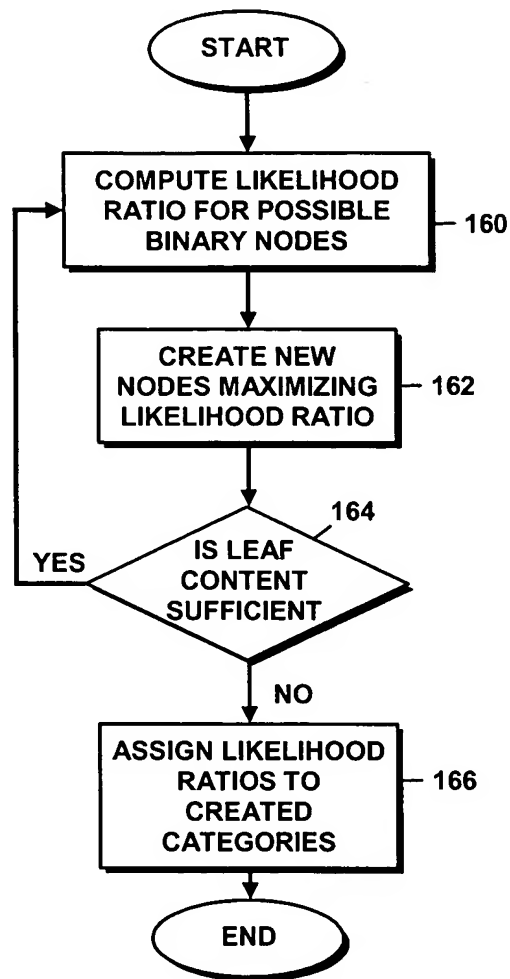 START
COMPUTE LIKELIHOOD
RATIO FOR POSSIBLE
BINARY NODES
160
CREATE NEW
NODES MAXIMIZING
LIKELIHOOD RATIO
162
164
YES
IS LEAF
CONTENT
SUFFICIENT
NO
ASSIGN LIKELIHOOD
RATIOS TO
CREATED
CATEGORIES
166
END